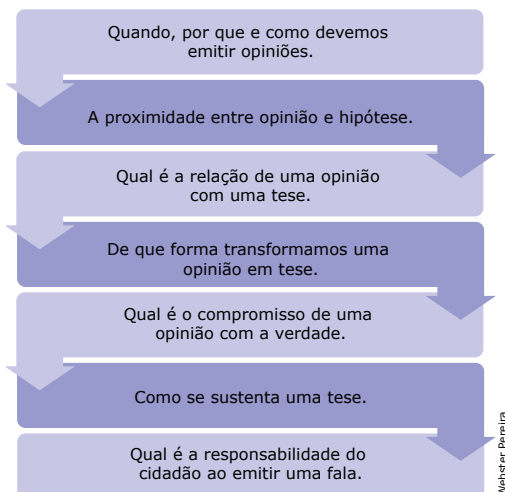 Quando, por que e como devemos
emitir opiniões.
A proximidade entre opinião e hipótese.
Qual é a relação de uma opinião
com uma tese.
De que forma transformamos uma
opinião em tese.
Qual é o compromisso de uma
opinião com a verdade.
Como se sustenta uma tese.
Qual é a responsabilidade do
cidadão ao emitir uma fala.
Webster Pereira